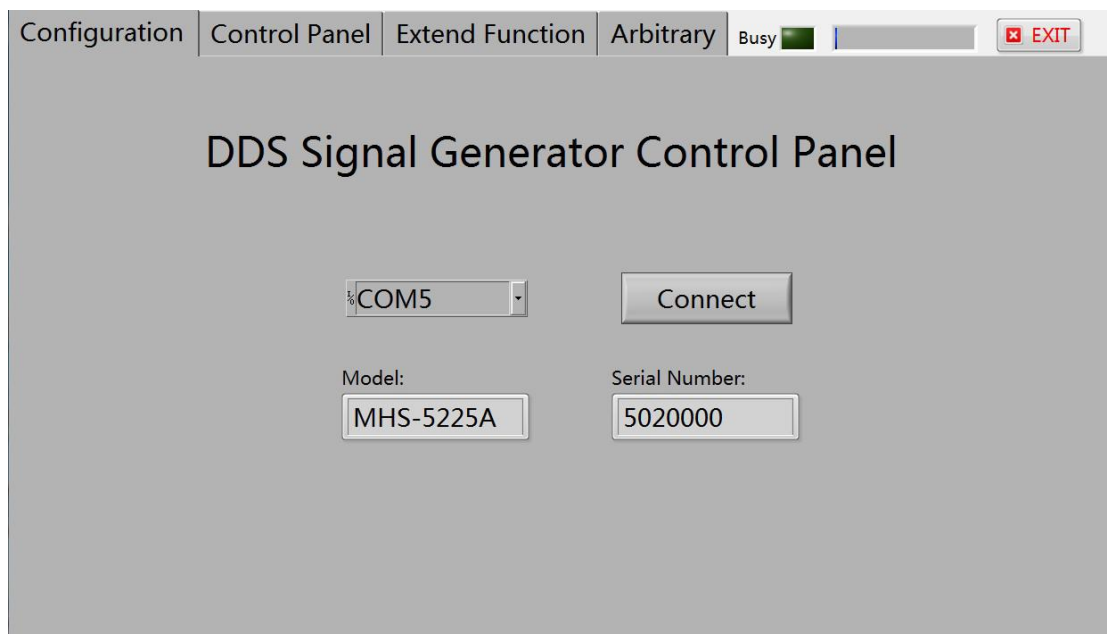 Configuration Control Panel Extend Function Arbitrary Busy EXIT
DDS Signal Generator Control Panel
COM5 Connect
Model: Serial Number:
MHS-5225A 5020000